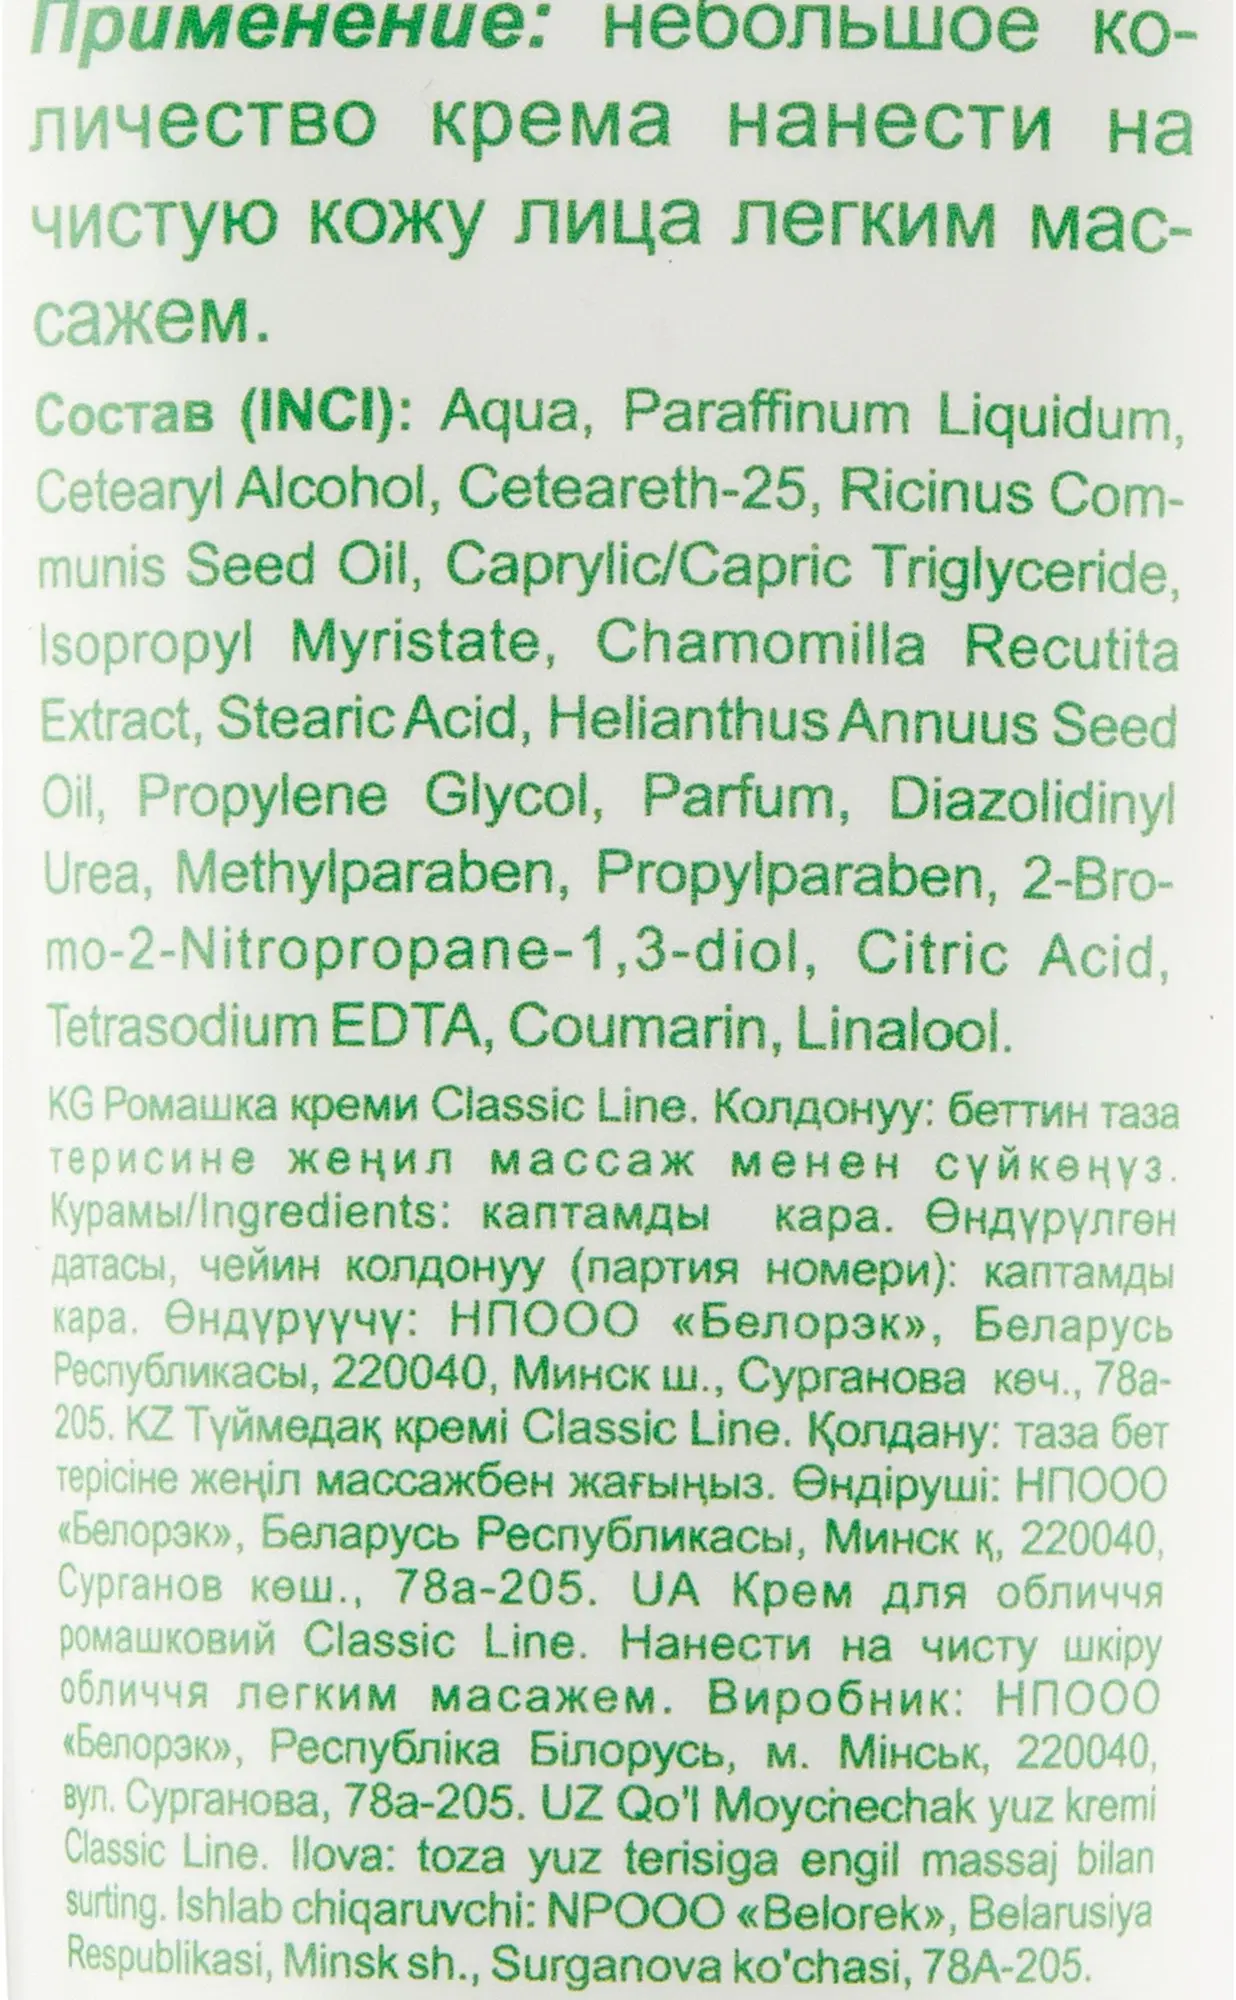 Применение: небольшое ко-
личество крема нанести на
чистую кожу лица легким мас-
сажем.
Состав (INCI): Aqua, Paraffinum Liquidum,
Cetearyl Alcohol, Ceteareth-25, Ricinus Com-
munis Seed Oil, Caprylic/Capric Triglyceride,
Isopropyl Myristate, Chamomilla Recutita
Extract, Stearic Acid, Helianthus Annuus Seed
Oil, Propylene Glycol, Parfum, Diazolidinyl
Urea, Methylparaben, Propylparaben, 2-Bro-
mo-2-Nitropropane-1,3-diol, Citric Acid,
Tetrasodium EDTA, Coumarin, Linalool.
KG Ромашка креми Classic Line. Колдонуу: беттин таза
терисине жеңил массаж менен сүйкөңүз.
Курамы/Ingredients: каптамды кара. Өндүрүлгөн
датасы, чейин колдонуу (партия номери): каптамды
кара. Өндүрүүчү: НПООО «Белорэк», Беларусь
Республикасы, 220040, Минск ш., Сурганова көч., 78а-
205. KZ Түймедақ кремі Classic Line. Қолдану: таза бет
терісіне жеңіл массажбен жағыңыз. Өндіруші: НПООО
«Белорэк», Беларусь Республикасы, Минск қ, 220040,
Сурганов көш., 78а-205. UA Крем для обличчя
ромашковий Classic Line. Нанести на чисту шкіру
обличчя легким масажем. Виробник: НПООО
«Белорэк», Республіка Білорусь, м. Мінськ, 220040,
вул. Сурганова, 78а-205. UZ Qo'l Moychechak yuz kremi
Classic Line. Ilova: toza yuz terisiga engil massaj bilan
surting. Ishlab chiqaruvchi: NPOOO «Belorek», Belarusiya
Respublikasi, Minsk sh., Surganova ko'chasi, 78A-205.